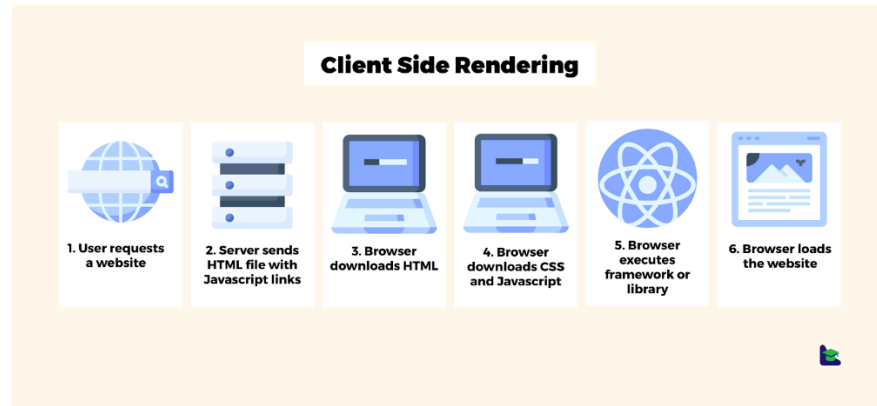 Client Side Rendering
1. User requests
a website
2. Server sends
HTML file with
Javascript links
3. Browser
downloads HTML
4. Browser
downloads CSS
and Javascript
5. Browser
executes
framework or
library
6. Browser loads
the website